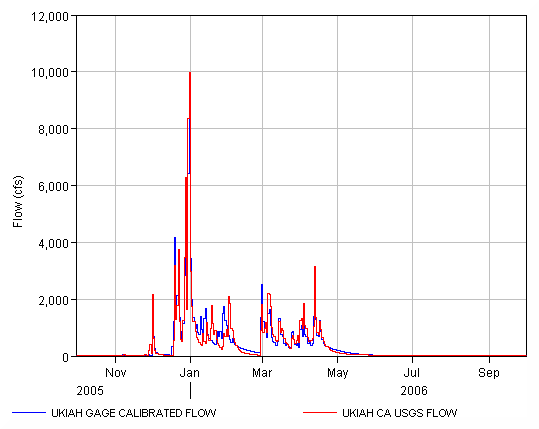 12,000
10,000
8,000
6,000
4,000
2,000
0
Flow (cfs)
Nov Jan Mar May Jul Sep
2005 2006
UKIAH GAGE CALIBRATED FLOW UKIAH CA USGS FLOW